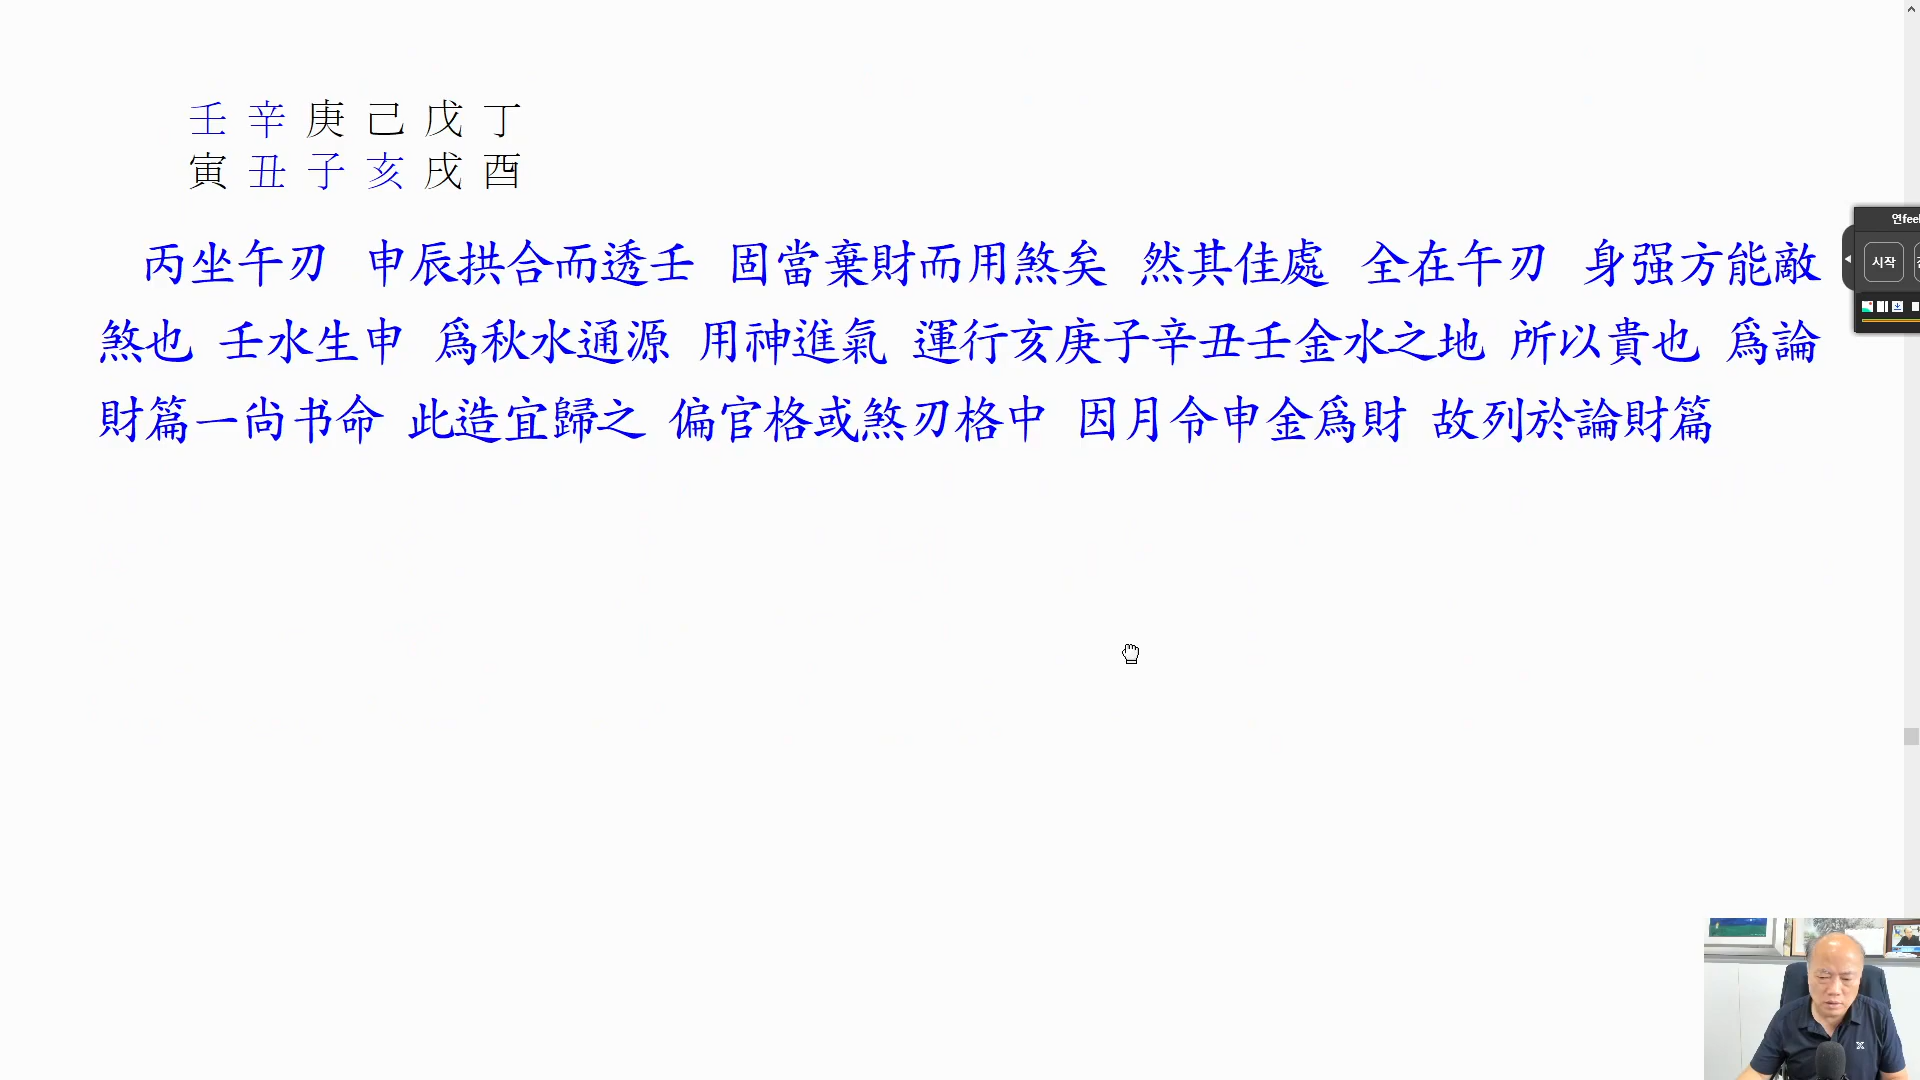 壬 辛 庚 己 戊 丁
寅 丑 子 亥 戌 酉
丙坐午刃 申辰拱合而透壬 固當棄財而用煞矣 然其佳處 全在午刃 身强方能敵
煞也 壬水生申 爲秋水通源 用神進氣 運行亥庚子辛丑壬金水之地 所以貴也 爲論
財篇一尚书命 此造宜歸之 偏官格或煞刃格中 因月令申金爲財 故列於論財篇
연feel
시작